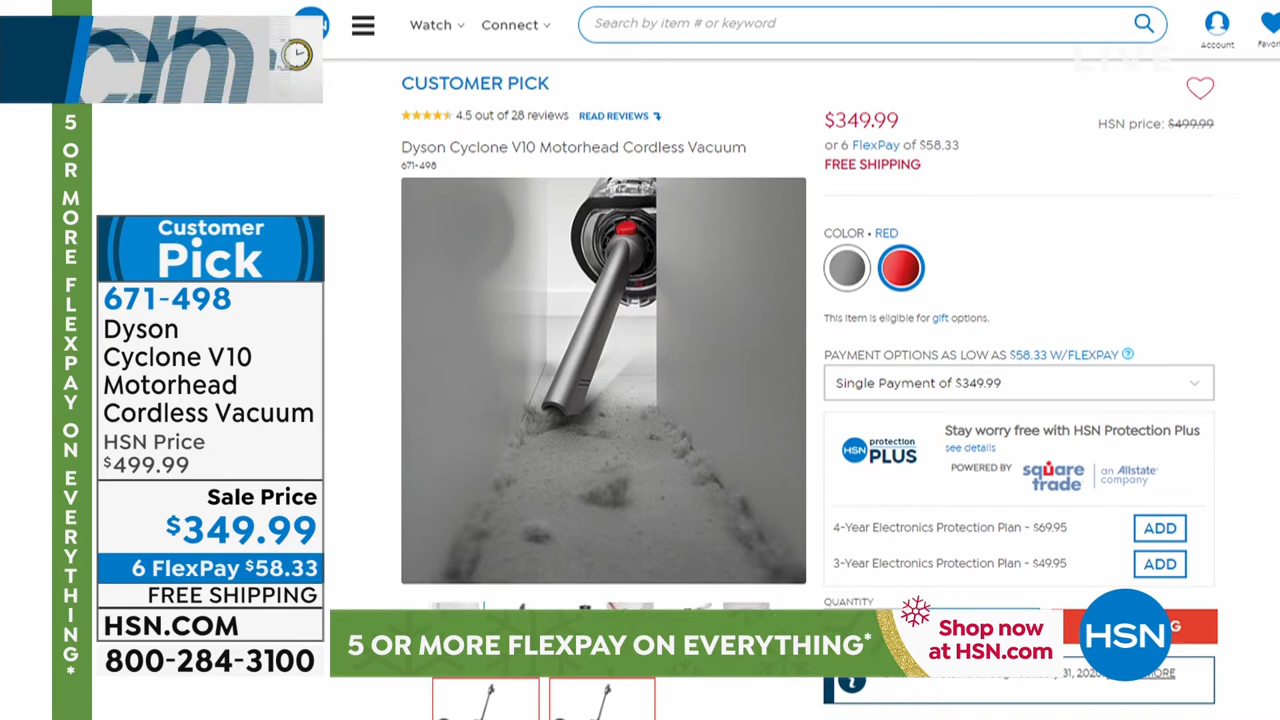 5 OR MORE FLEXPAY ON EVERYTHING*
Customer
Pick
671-498
Dyson
Cyclone V10
Motorhead
Cordless Vacuum
HSN Price
$499.99
Sale Price
$349.99
6 FlexPay $58.33
FREE SHIPPING
HSN.COM
800-284-3100
Watch
Connect
Search by item # or keyword
Account
LIVE
CUSTOMER PICK
4.5 out of 28 reviews READ REVIEWS
Dyson Cyclone V10 Motorhead Cordless Vacuum
671-498
$349.99
HSN price: $499.99
or 6 FlexPay of $58.33
FREE SHIPPING
COLOR • RED
This item is eligible for gift options.
PAYMENT OPTIONS AS LOW AS $58.33 W/FLEXPAY ?
Single Payment of $349.99
HSN protection PLUS
Stay worry free with HSN Protection Plus
see details
POWERED BY square trade an Allstate company
4-Year Electronics Protection Plan - $69.95 ADD
3-Year Electronics Protection Plan - $49.95 ADD
QUANTITY
5 OR MORE FLEXPAY ON EVERYTHING*
Shop now
at HSN.com
HSN
31, 2020